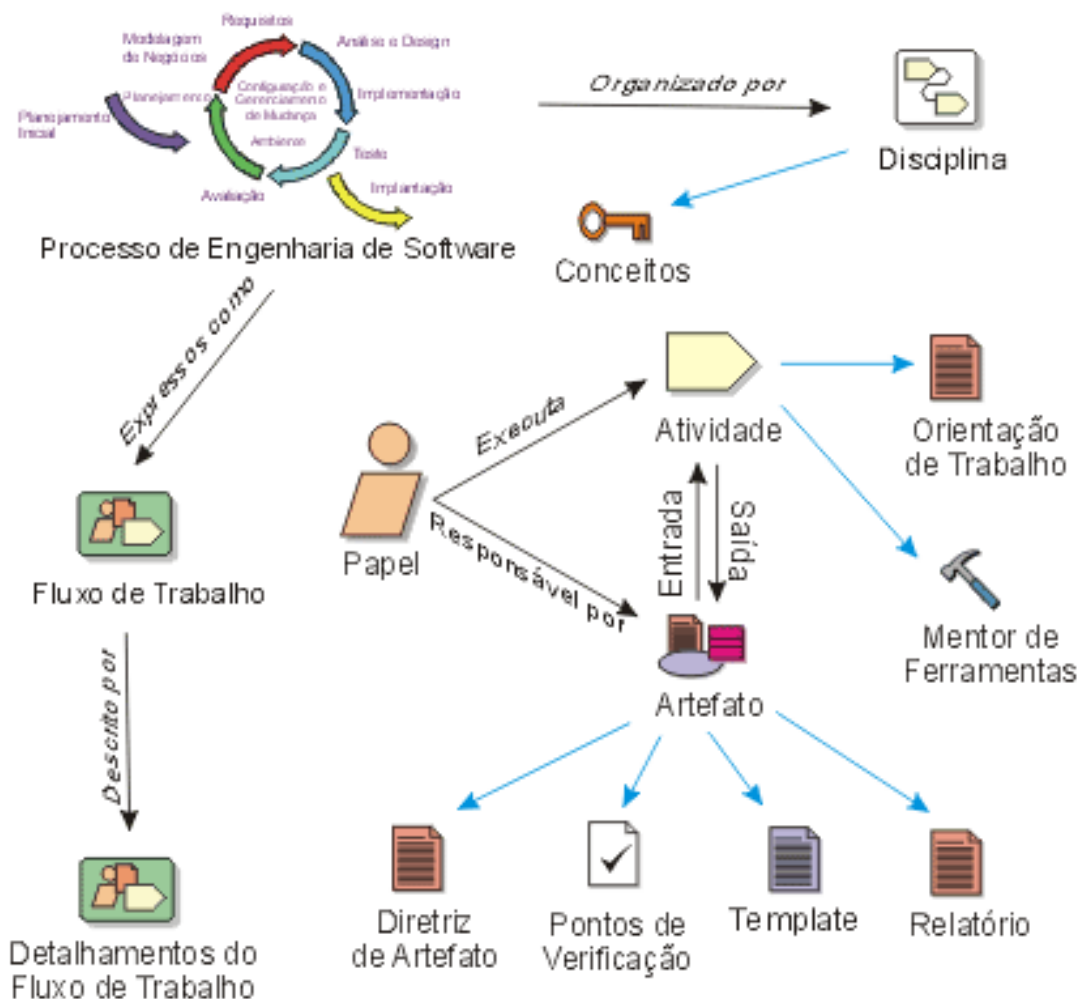 Requisitos
Modelagem
de Negócios
Análise e Design
Planejamento
Configuração e
Gerenciamento
de Mudança
Implementação
Planejamento
Inicial
Ambiente
Teste
Avaliação
Implantação
Processo de Engenharia de Software
Organizado por
Disciplina
Conceitos
Expressos como
Executa
Atividade
Orientação
de Trabalho
Papel
Responsável por
Entrada
Saída
Fluxo de Trabalho
Mentor de
Ferramentas
Artefato
Descrito por
Diretriz
de Artefato
Pontos de
Verificação
Template
Relatório
Detalhamentos do
Fluxo de Trabalho